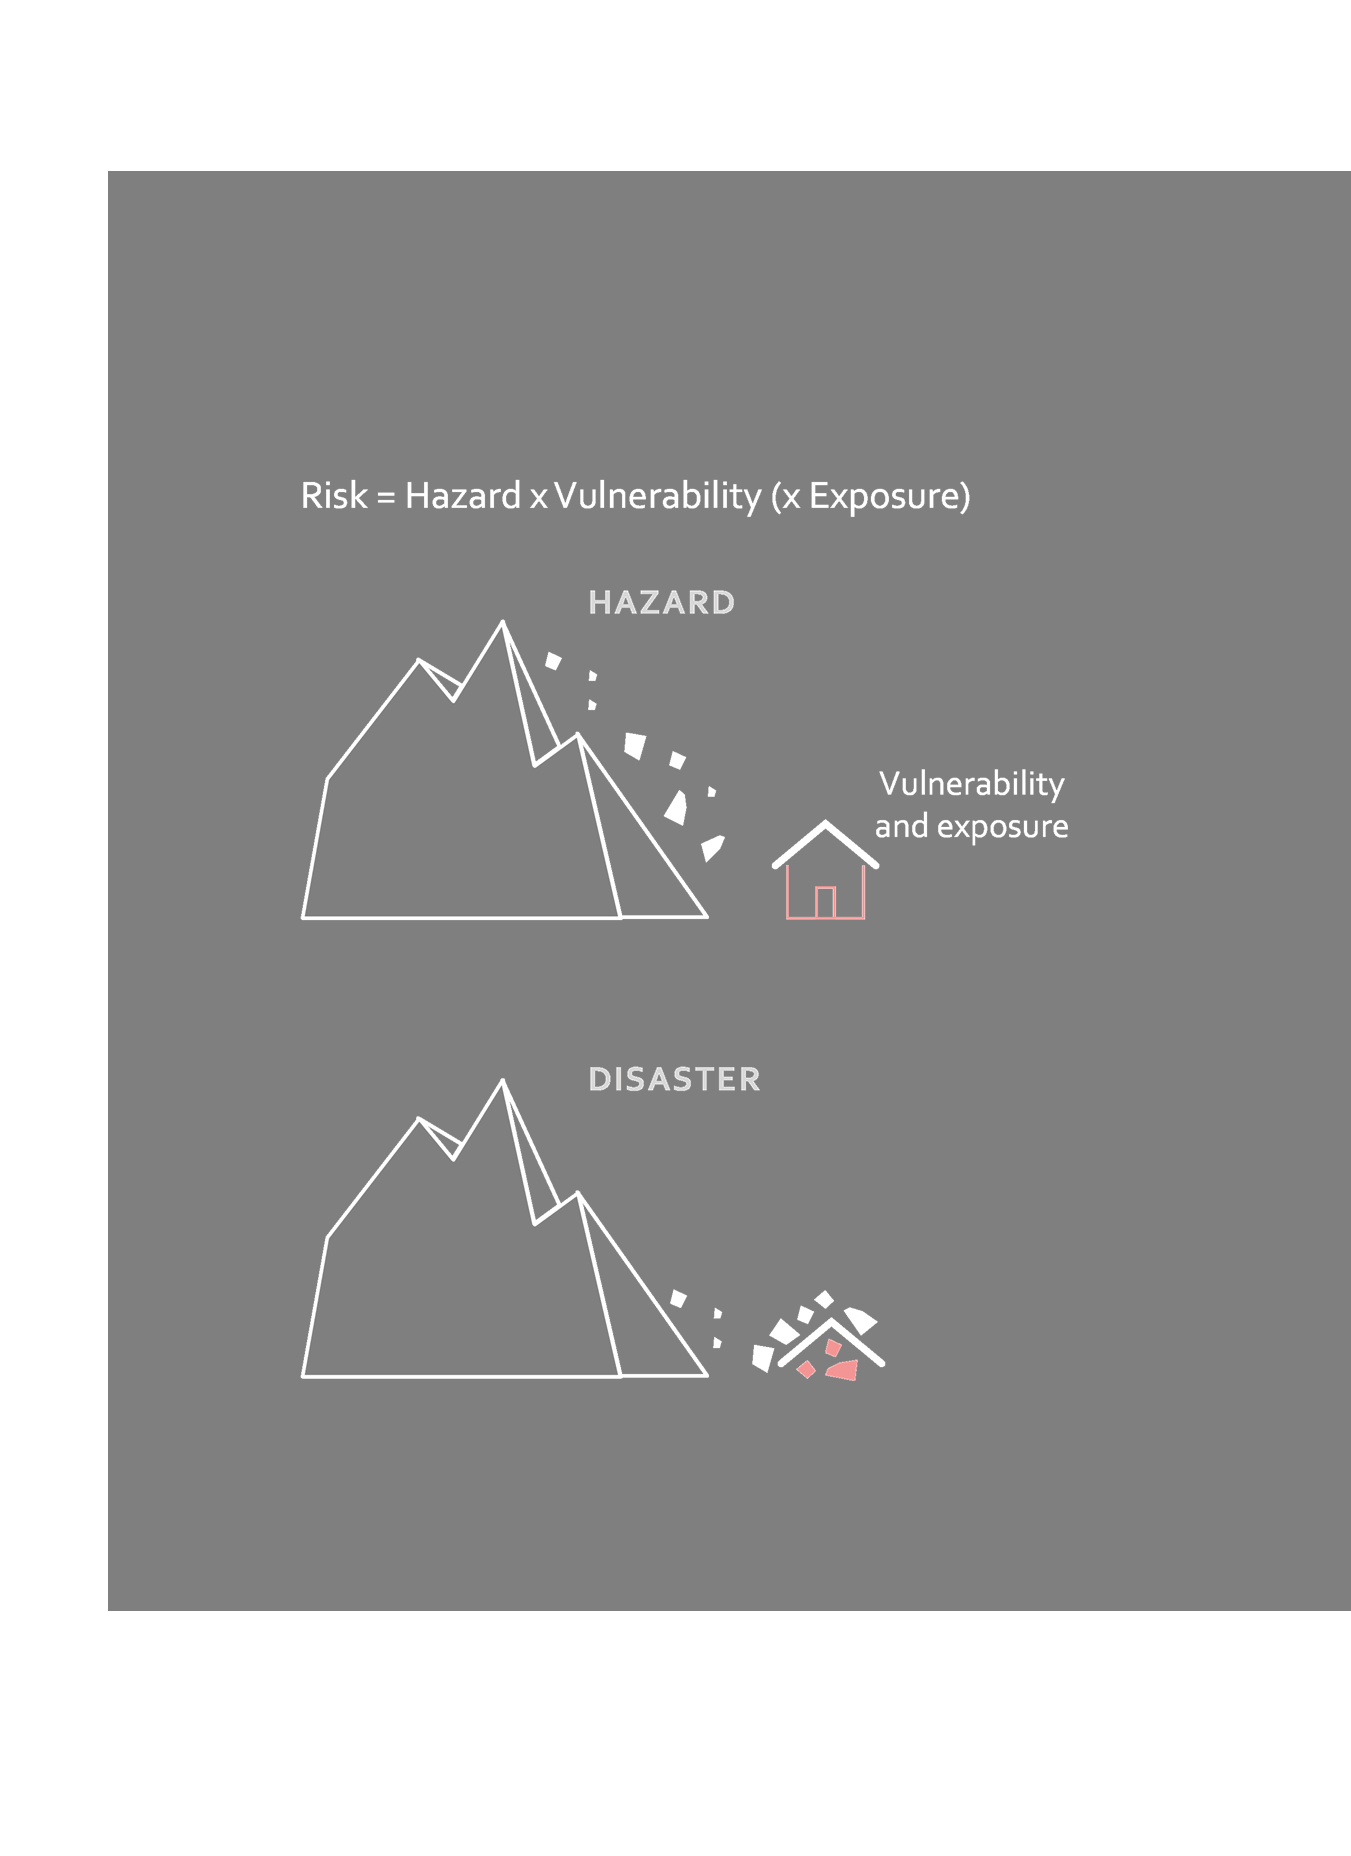 Risk = Hazard x Vulnerability (x Exposure)
HAZARD
Vulnerability
and exposure
DISASTER